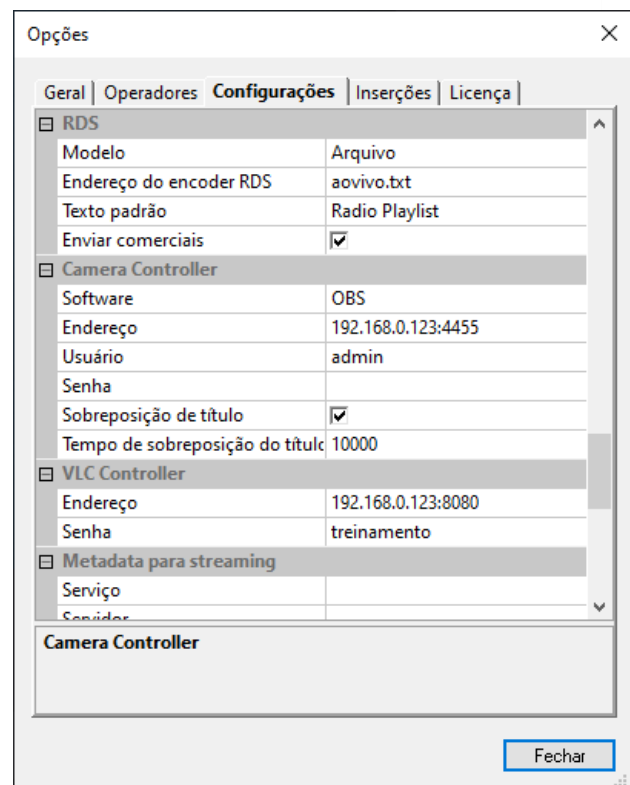 Opções
Geral Operadores Configurações Inserções Licença
RDS
Modelo Arquivo
Endereço do encoder RDS aovivo.txt
Texto padrão Radio Playlist
Enviar comerciais
Camera Controller
Software OBS
Endereço 192.168.0.123:4455
Usuário admin
Senha
Sobreposição de título
Tempo de sobreposição do título 10000
VLC Controller
Endereço 192.168.0.123:8080
Senha treinamento
Metadata para streaming
Serviço
Servidor
Camera Controller
Fechar